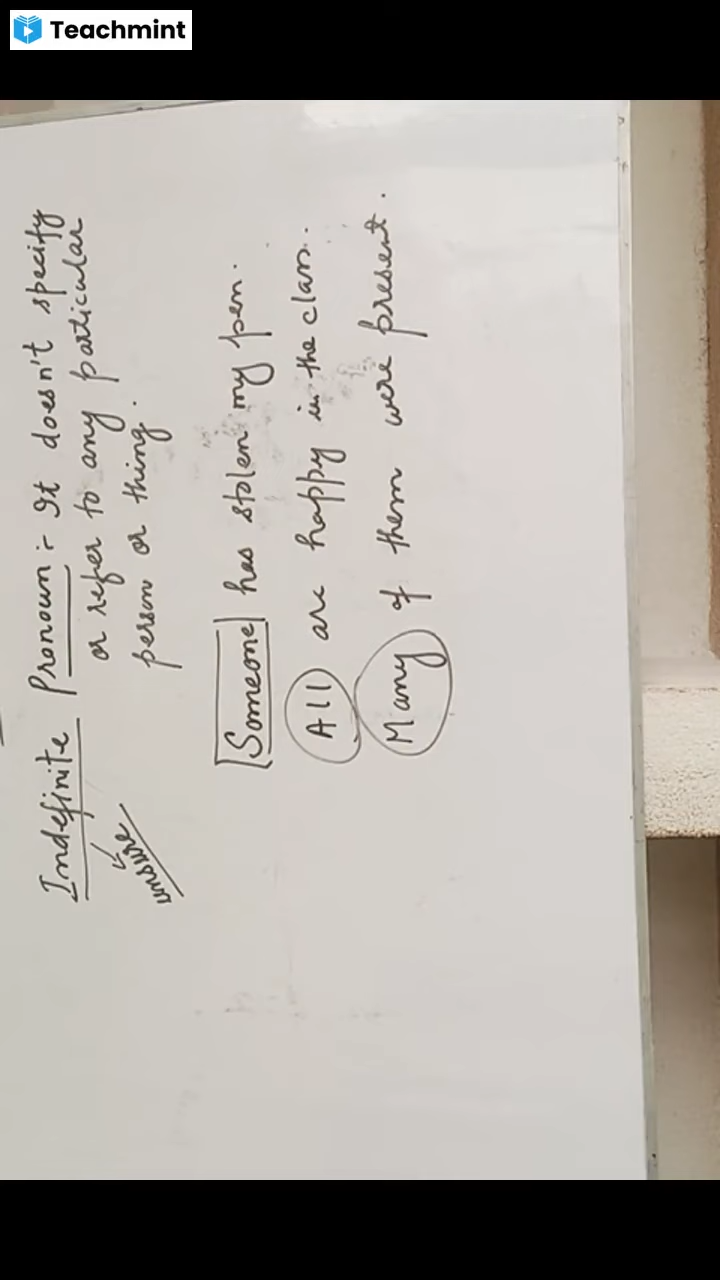 Teachmint
Indefinite Pronoun :- It doesn't specify
or refer to any particular
person or thing.
unsure
Someone has stolen my pen.
All are happy in the class.
Many of them were present.